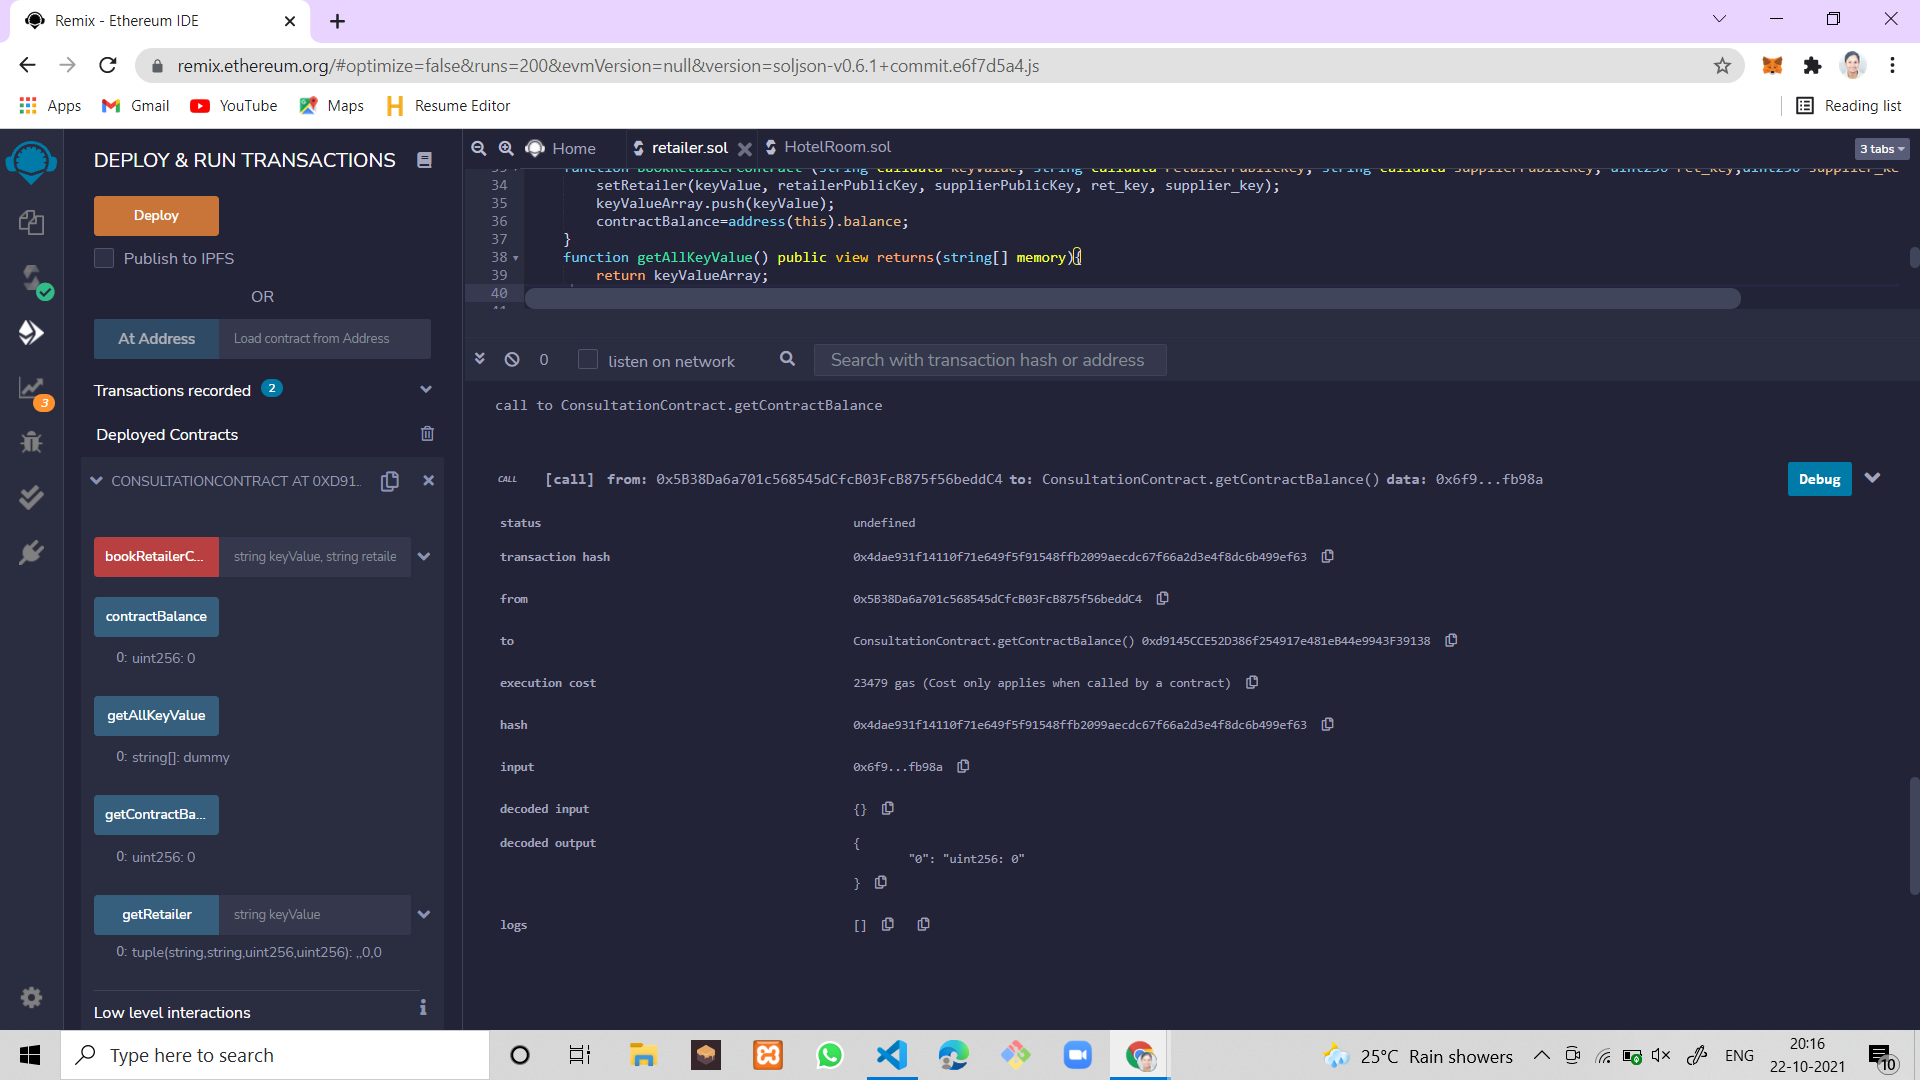 Remix - Ethereum IDE
remix.ethereum.org/#optimize=false&runs=200&evmVersion=null&version=soljson-v0.6.1+commit.e6f7d5a4.js
Apps
Gmail
YouTube
Maps
Resume Editor
Reading list
DEPLOY & RUN TRANSACTIONS
Deploy
Publish to IPFS
OR
At Address
Load contract from Address
Transactions recorded 2
Deployed Contracts
CONSULTATIONCONTRACT AT 0XD91..
bookRetailerC...
string keyValue, string retaile
contractBalance
0: uint256: 0
getAllKeyValue
0: string[]: dummy
getContractBa...
0: uint256: 0
getRetailer
string keyValue
0: tuple(string,string,uint256,uint256): ,,0,0
Low level interactions
3
Home
retailer.sol
HotelRoom.sol
3 tabs
34 setRetailer(keyValue, retailerPublicKey, supplierPublicKey, ret_key, supplier_key);
35 keyValueArray.push(keyValue);
36 contractBalance=address(this).balance;
37 }
38 function getAllKeyValue() public view returns(string[] memory){
39 return keyValueArray;
40
0
listen on network
Search with transaction hash or address
call to ConsultationContract.getContractBalance
CALL [call] from: 0x5B38Da6a701c568545dCfcB03FcB875f56beddC4 to: ConsultationContract.getContractBalance() data: 0x6f9...fb98a
Debug
status undefined
transaction hash 0x4dae931f14110f71e649f5f91548ffb2099aecdc67f66a2d3e4f8dc6b499ef63
from 0x5B38Da6a701c568545dCfcB03FcB875f56beddC4
to ConsultationContract.getContractBalance() 0xd9145CCE52D386f254917e481eB44e9943F39138
execution cost 23479 gas (Cost only applies when called by a contract)
hash 0x4dae931f14110f71e649f5f91548ffb2099aecdc67f66a2d3e4f8dc6b499ef63
input 0x6f9...fb98a
decoded input {}
decoded output {
"0": "uint256: 0"
}
logs []
Type here to search
25°C Rain showers
ENG
20:16
22-10-2021
10